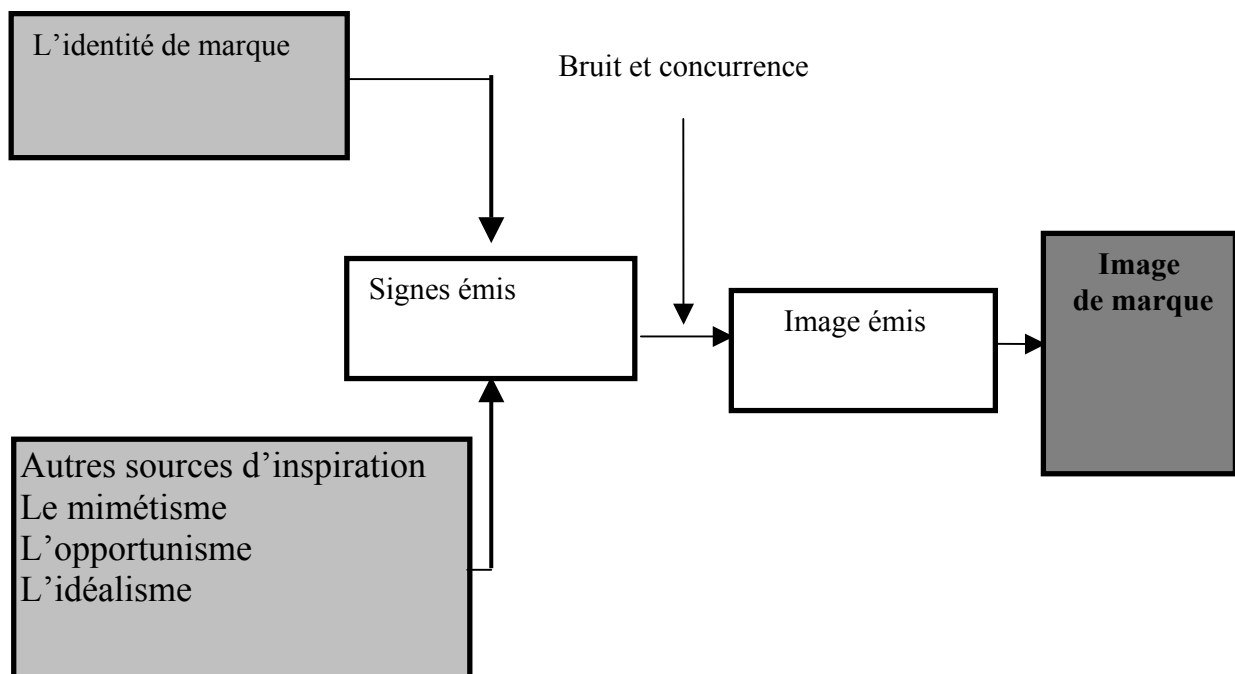 L’identité de marque
Bruit et concurrence
Signes émis
Image émis
Image
de marque
Autres sources d’inspiration
Le mimétisme
L’opportunisme
L’idéalisme